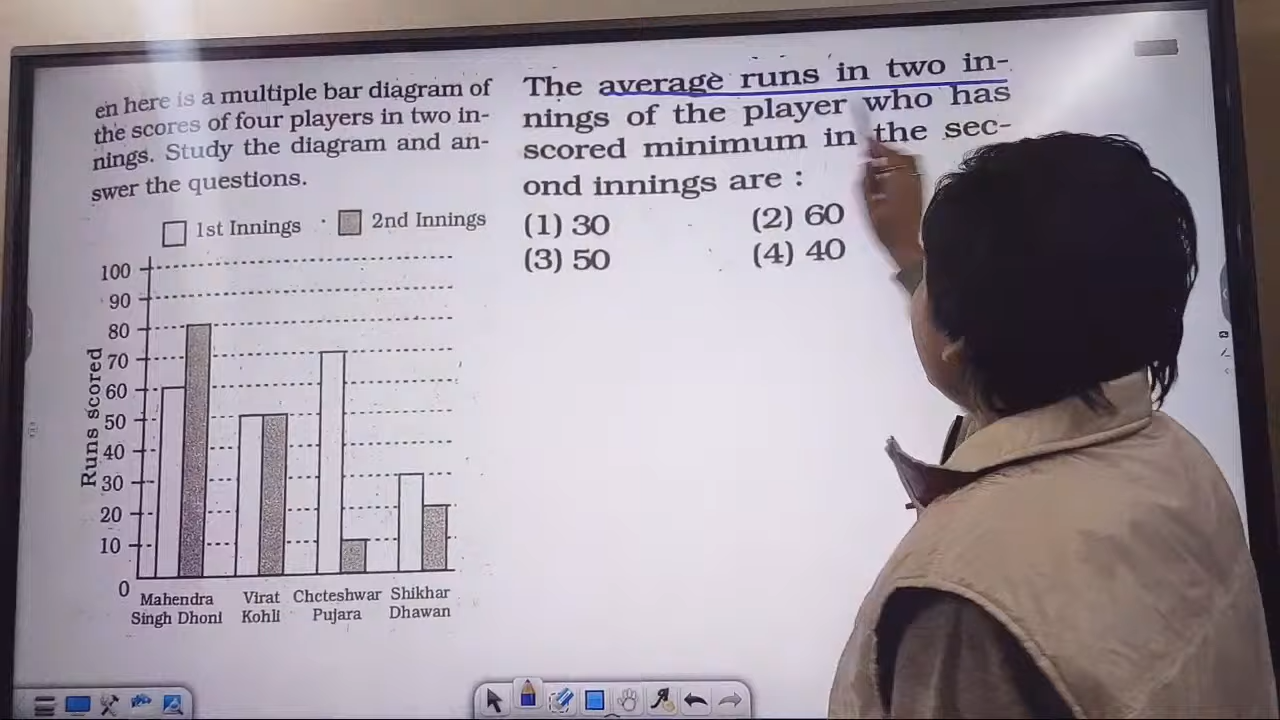 en here is a multiple bar diagram of
the scores of four players in two in-
nings. Study the diagram and an-
swer the questions.
1st Innings
2nd Innings
100
90
80
70
60
50
40
30
20
10
0
Runs scored
Mahendra
Singh Dhoni
Virat
Kohli
Chcteshwar
Pujara
Shikhar
Dhawan
The average runs in two in-
nings of the player who has
scored minimum in the sec-
ond innings are :
(1) 30
(2) 60
(3) 50
(4) 40